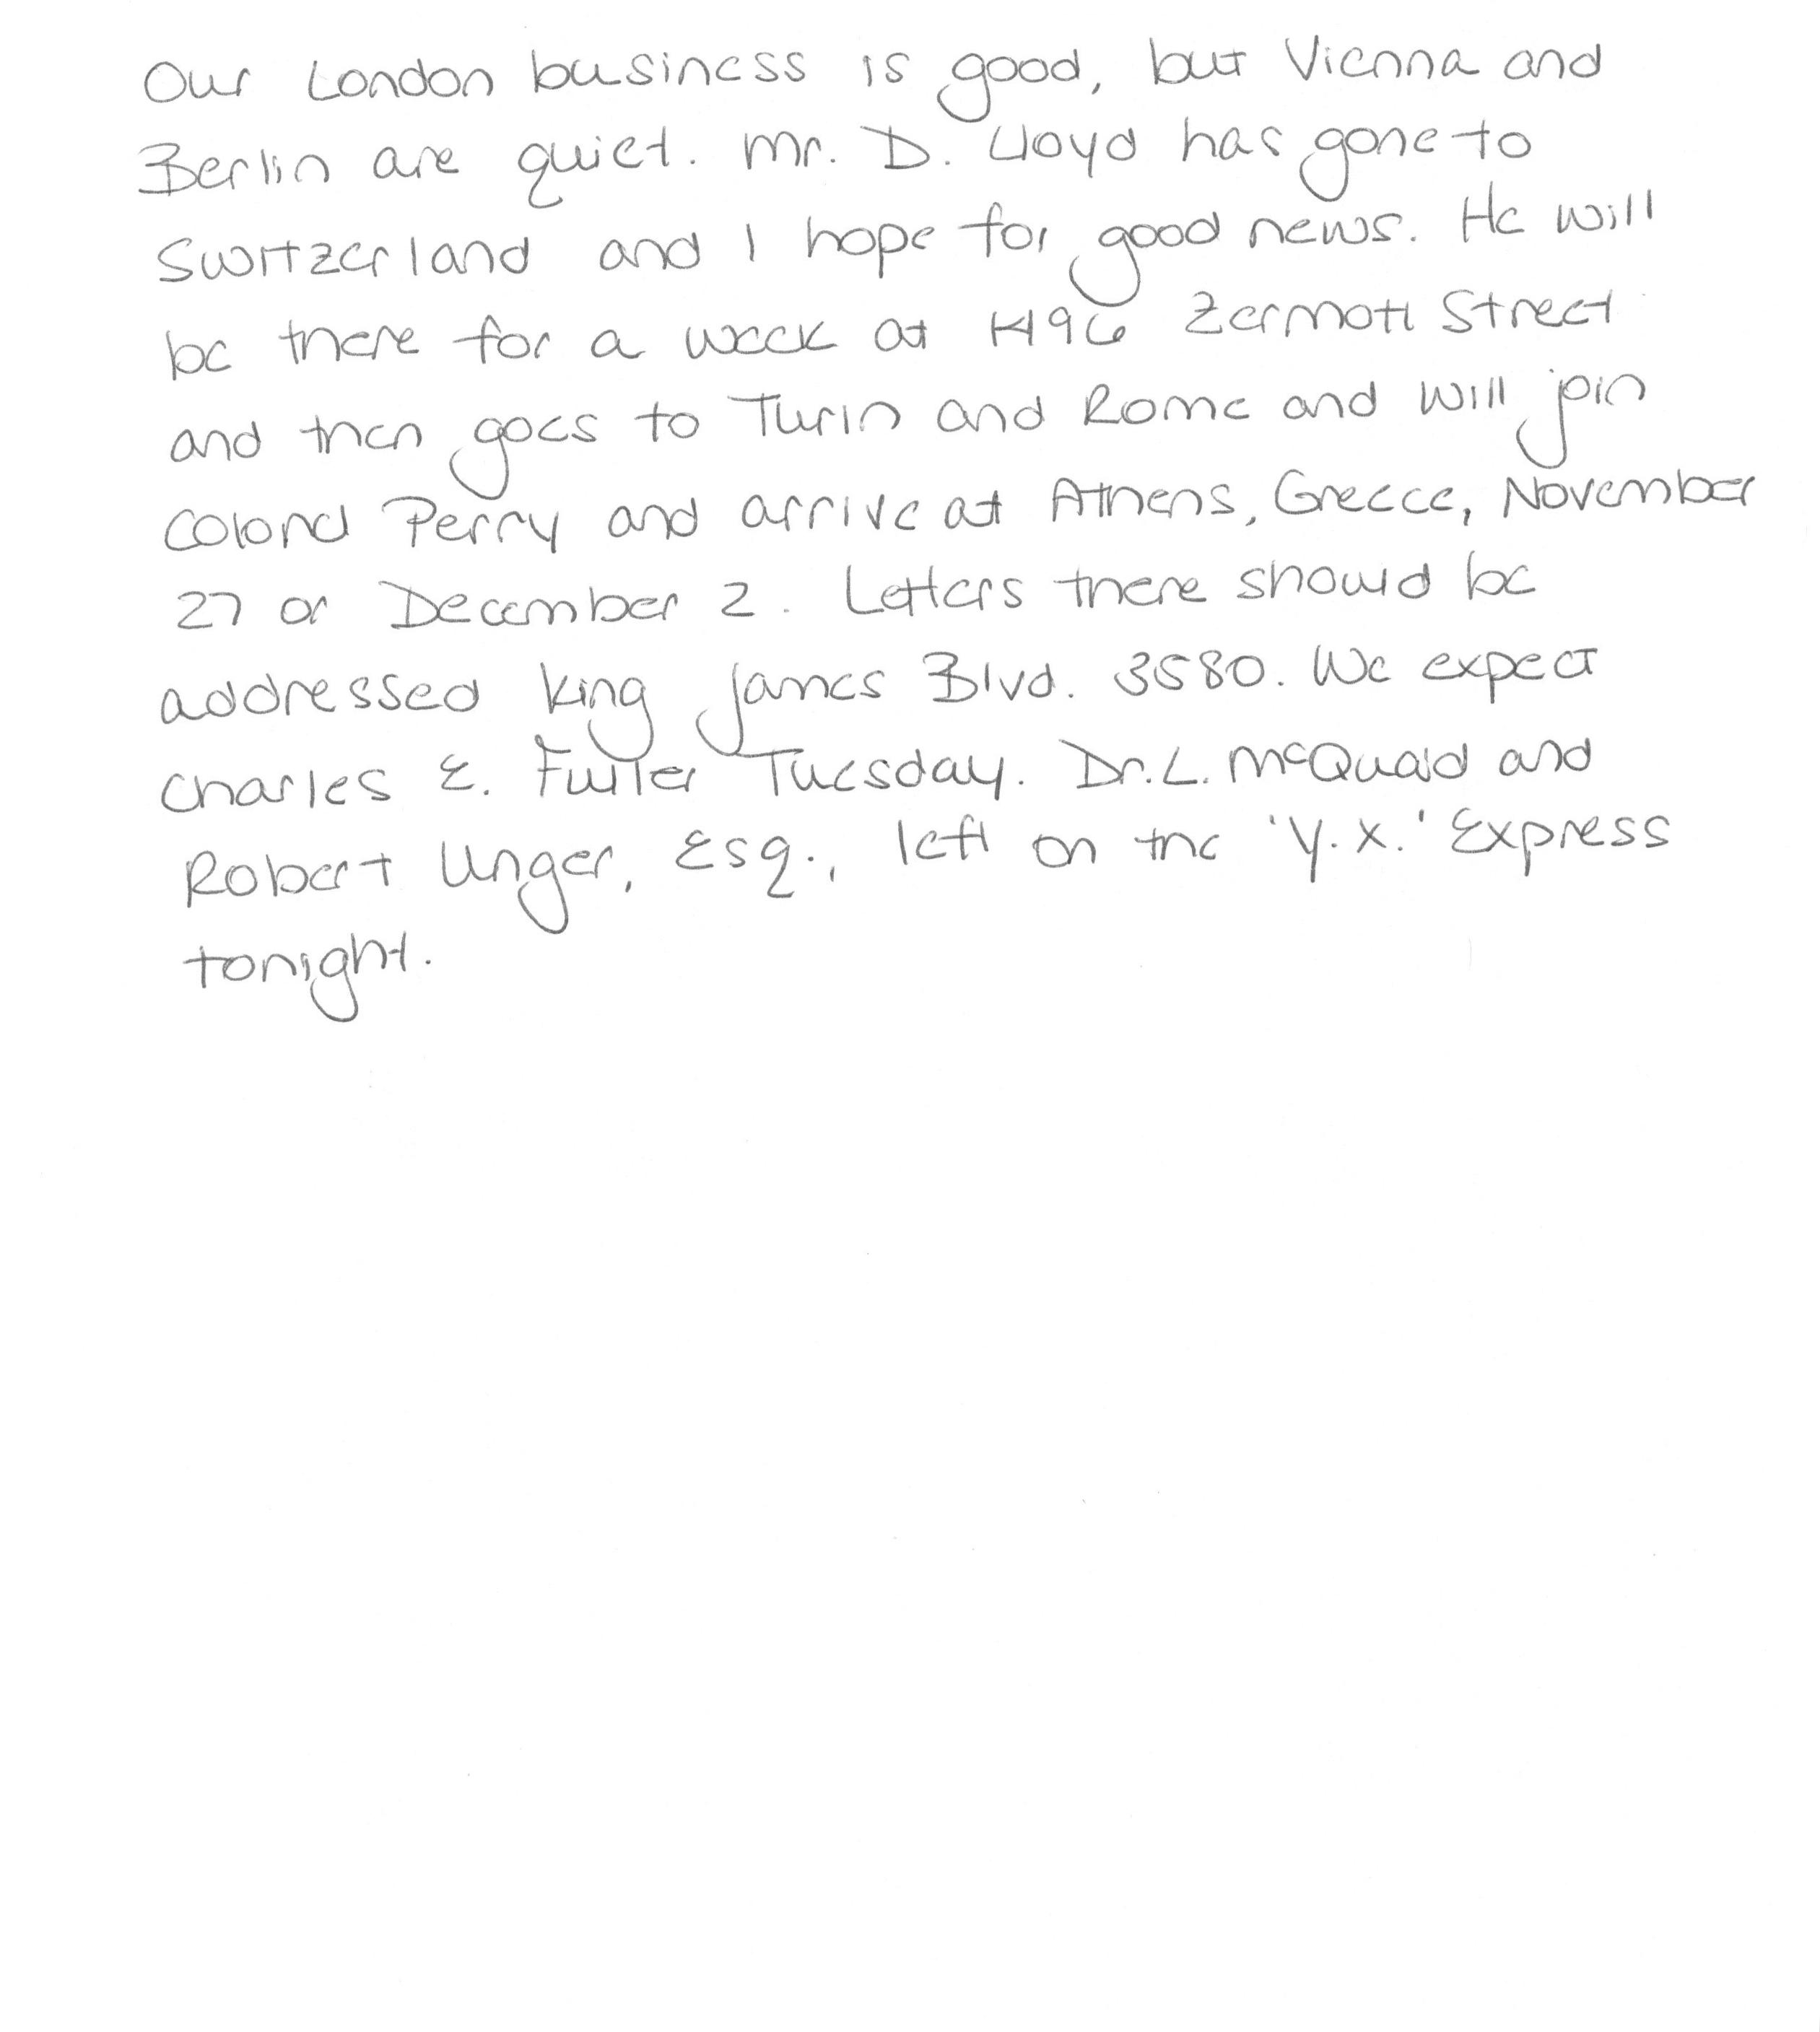 Our London business is good, but Vienna and
Berlin are quiet. Mr. D. Lloyd has gone to
Switzerland and I hope for good news. He will
be there for a week at 1496 Zermott Street
and then goes to Turin and Rome and will join
Colonel Perry and arrive at Athens, Greece, November
27 or December 2. Letters there should be
addressed King James Blvd. 3580. We expect
Charles E. Fuller Tuesday. Dr. L. McQuaid and
Robert Unger, Esq., left on the 'Y.X.' Express
tonight.